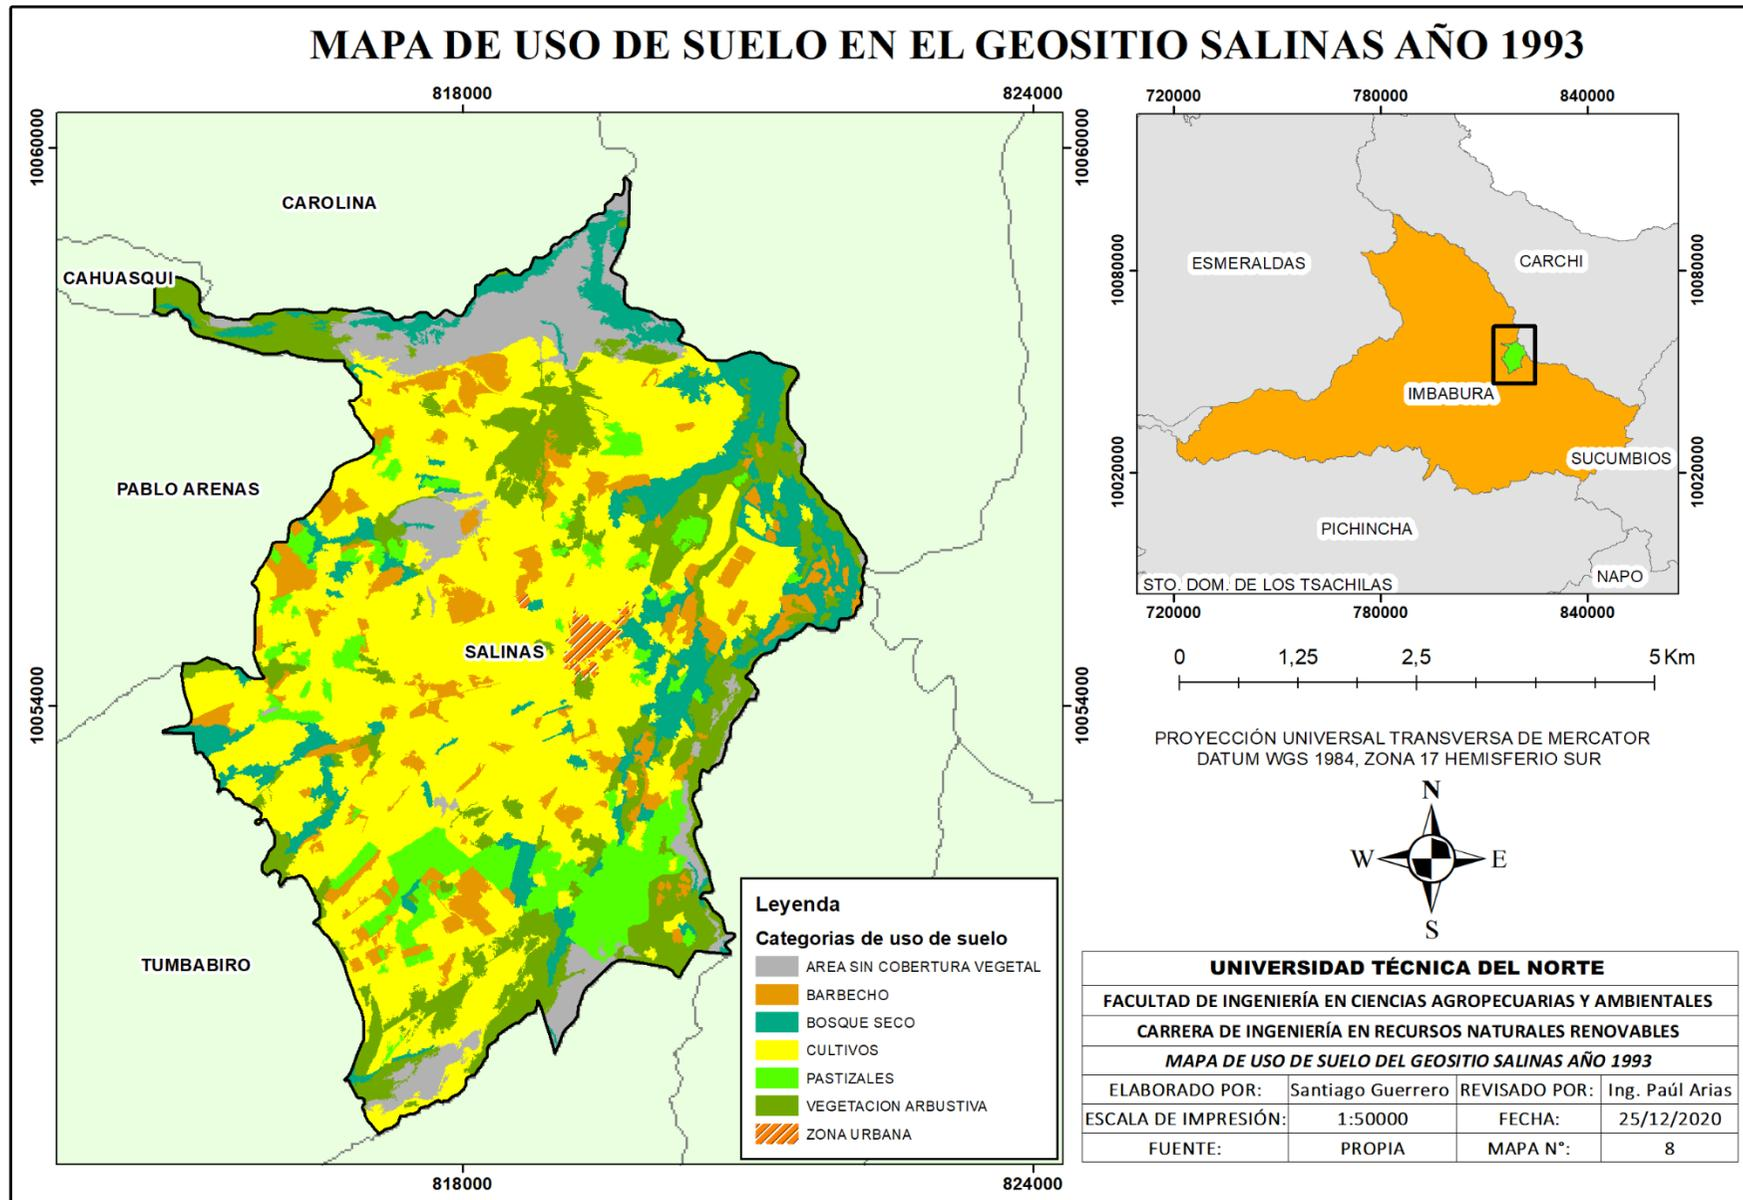 MAPA DE USO DE SUELO EN EL GEOSITIO SALINAS AÑO 1993
818000
824000
10060000
10060000
CAROLINA
CAHUASQUI
PABLO ARENAS
SALINAS
10054000
10054000
TUMBABIRO
818000
824000
Leyenda
Categorias de uso de suelo
AREA SIN COBERTURA VEGETAL
BARBECHO
BOSQUE SECO
CULTIVOS
PASTIZALES
VEGETACION ARBUSTIVA
ZONA URBANA
720000
780000
840000
10080000
10080000
ESMERALDAS
CARCHI
IMBABURA
SUCUMBIOS
10020000
10020000
PICHINCHA
NAPO
STO. DOM. DE LOS TSACHILAS
720000
780000
840000
0 1,25 2,5 5 Km
PROYECCIÓN UNIVERSAL TRANSVERSA DE MERCATOR
DATUM WGS 1984, ZONA 17 HEMISFERIO SUR
N
W E
S
UNIVERSIDAD TÉCNICA DEL NORTE
FACULTAD DE INGENIERÍA EN CIENCIAS AGROPECUARIAS Y AMBIENTALES
CARRERA DE INGENIERÍA EN RECURSOS NATURALES RENOVABLES
MAPA DE USO DE SUELO DEL GEOSITIO SALINAS AÑO 1993
ELABORADO POR: Santiago Guerrero REVISADO POR: Ing. Paúl Arias
ESCALA DE IMPRESIÓN: 1:50000 FECHA: 25/12/2020
FUENTE: PROPIA MAPA N°: 8